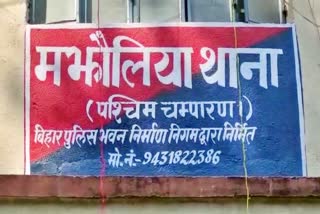 मझौलिया थाना
(पश्चिम चम्पारण।)
बिहार पुलिस भवन निर्माण निगम द्वारा निर्मित
मो.नं:-9431822386